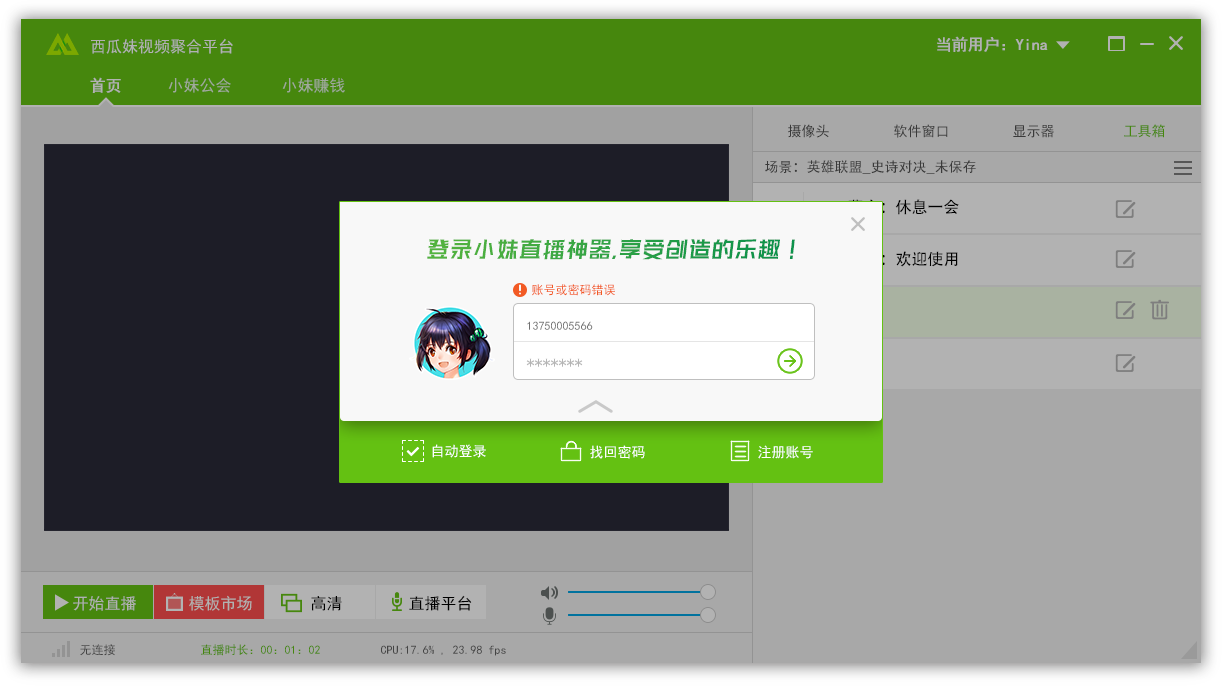 西瓜妹视频聚合平台
当前用户：Yina
首页 小妹公会 小妹赚钱
摄像头 软件窗口 显示器 工具箱
场景：英雄联盟_史诗对决_未保存
：休息一会
：欢迎使用
登录小妹直播神器,享受创造的乐趣！
账号或密码错误
13750005566
*******
自动登录 找回密码 注册账号
开始直播 模板市场 高清 直播平台
无连接 直播时长：00：01：02 CPU:17.6% , 23.98 fps